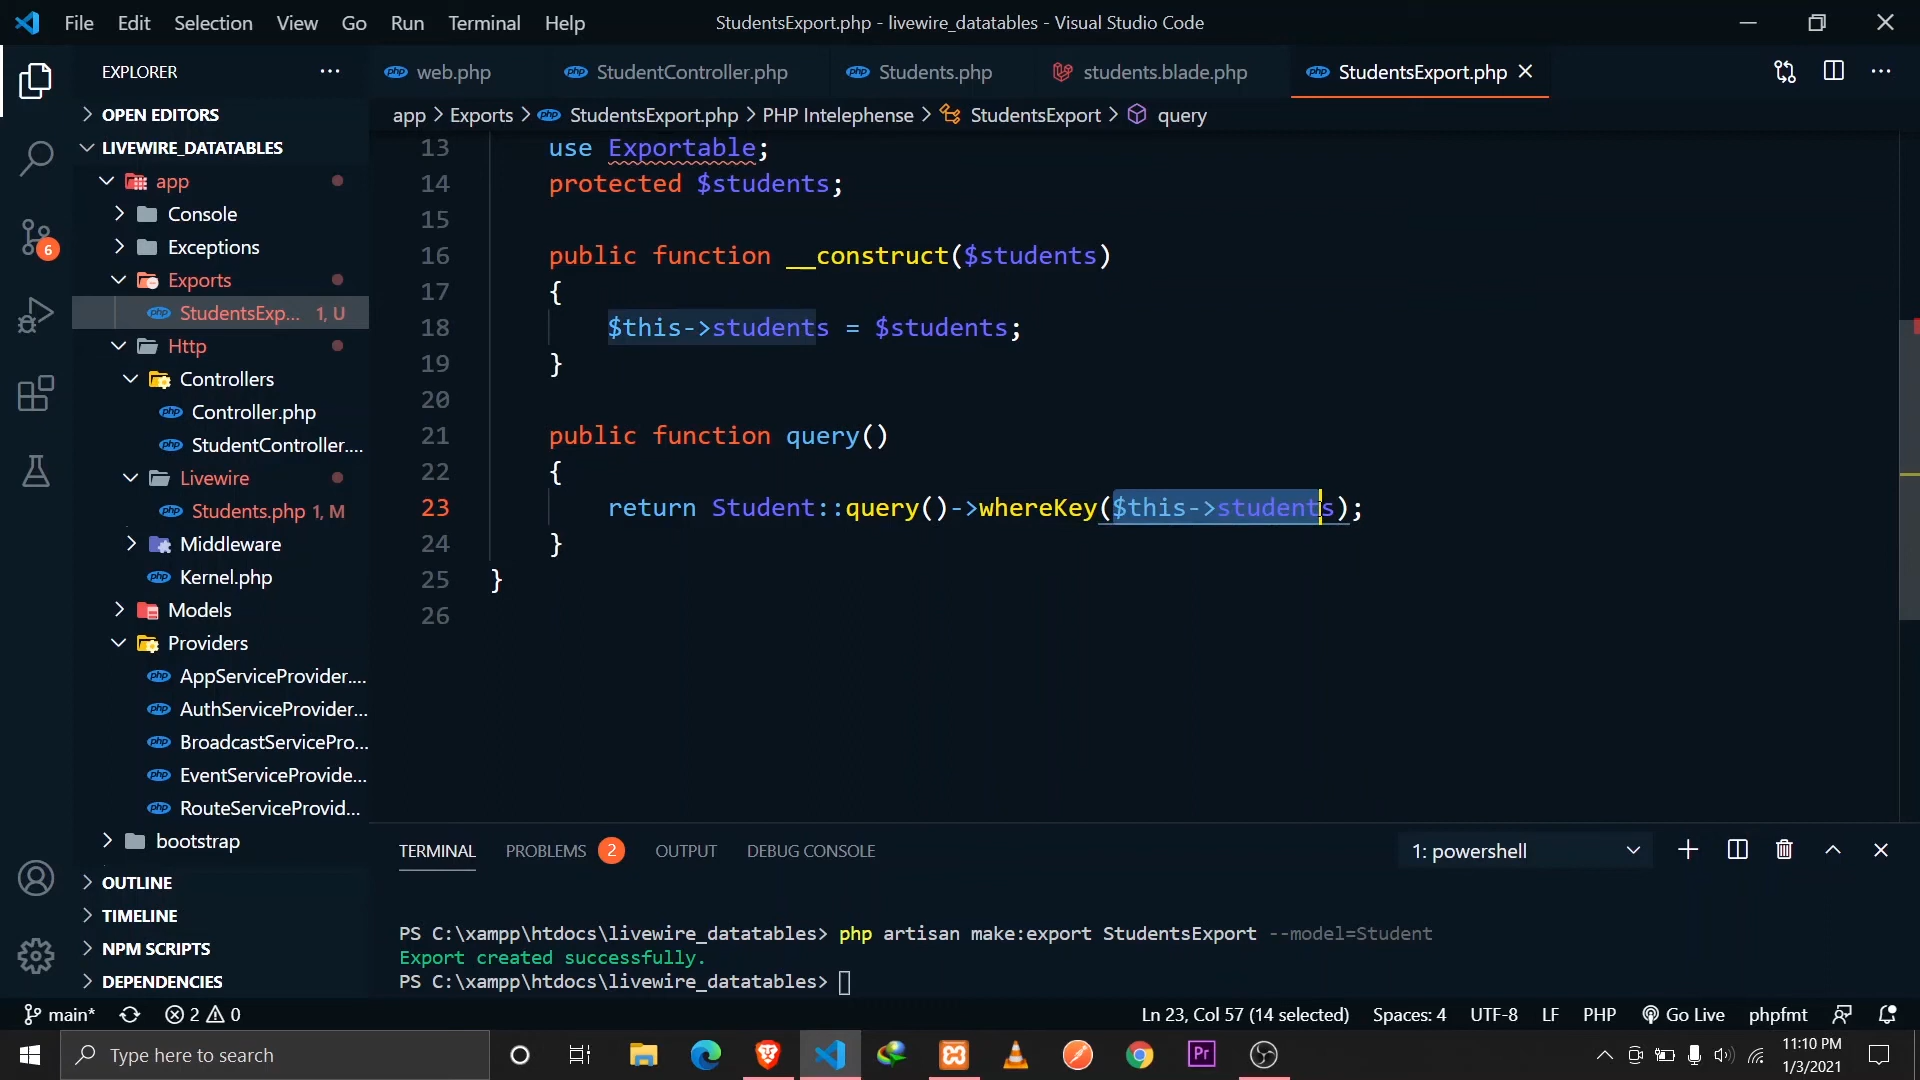 File Edit Selection View Go Run Terminal Help
StudentsExport.php - livewire_datatables - Visual Studio Code
EXPLORER
web.php
StudentController.php
Students.php
students.blade.php
StudentsExport.php
app > Exports > StudentsExport.php > PHP Intelephense > StudentsExport > query
OPEN EDITORS
LIVEWIRE_DATATABLES
app
Console
Exceptions
Exports
StudentsExp... 1, U
Http
Controllers
Controller.php
StudentController....
Livewire
Students.php 1, M
Middleware
Kernel.php
Models
Providers
AppServiceProvider....
AuthServiceProvider...
BroadcastServicePro...
EventServiceProvide...
RouteServiceProvid...
bootstrap
OUTLINE
TIMELINE
NPM SCRIPTS
DEPENDENCIES
6
13 use Exportable;
14 protected $students;
15
16 public function __construct($students)
17 {
18 $this->students = $students;
19 }
20
21 public function query()
22 {
23 return Student::query()->whereKey($this->students);
24 }
25 }
26
TERMINAL PROBLEMS 2 OUTPUT DEBUG CONSOLE
1: powershell
PS C:\xampp\htdocs\livewire_datatables> php artisan make:export StudentsExport --model=Student
Export created successfully.
PS C:\xampp\htdocs\livewire_datatables>
main* 2 0
Ln 23, Col 57 (14 selected) Spaces: 4 UTF-8 LF PHP Go Live phpfmt
Type here to search
Pr
11:10 PM
1/3/2021